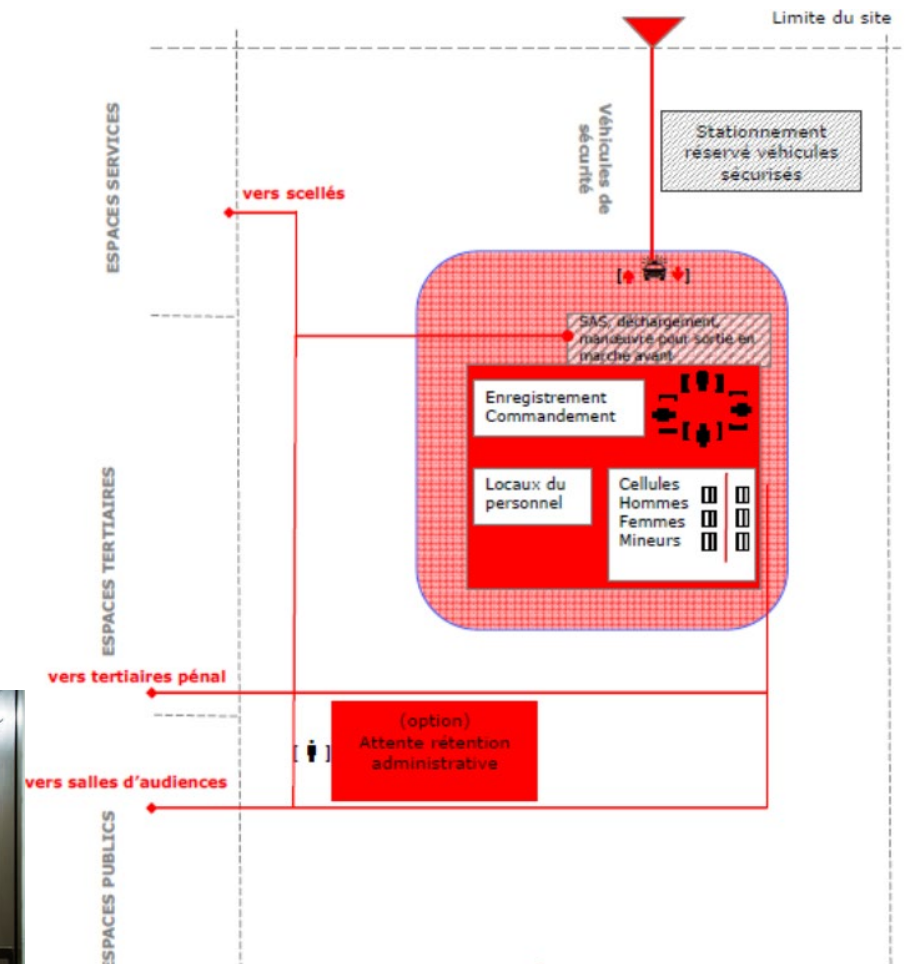 Limite du site
ESPACES SERVICES
Véhicules de
sécurité
Stationnement
réservé véhicules
sécurisés
vers scellés
SAS, déchargement,
manœuvre pour sortie en
marche avant
Enregistrement
Commandement
Locaux du
personnel
Cellules
Hommes
Femmes
Mineurs
ESPACES TERTIAIRES
vers tertiaires pénal
(option)
Attente rétention
administrative
vers salles d'audiences
ESPACES PUBLICS